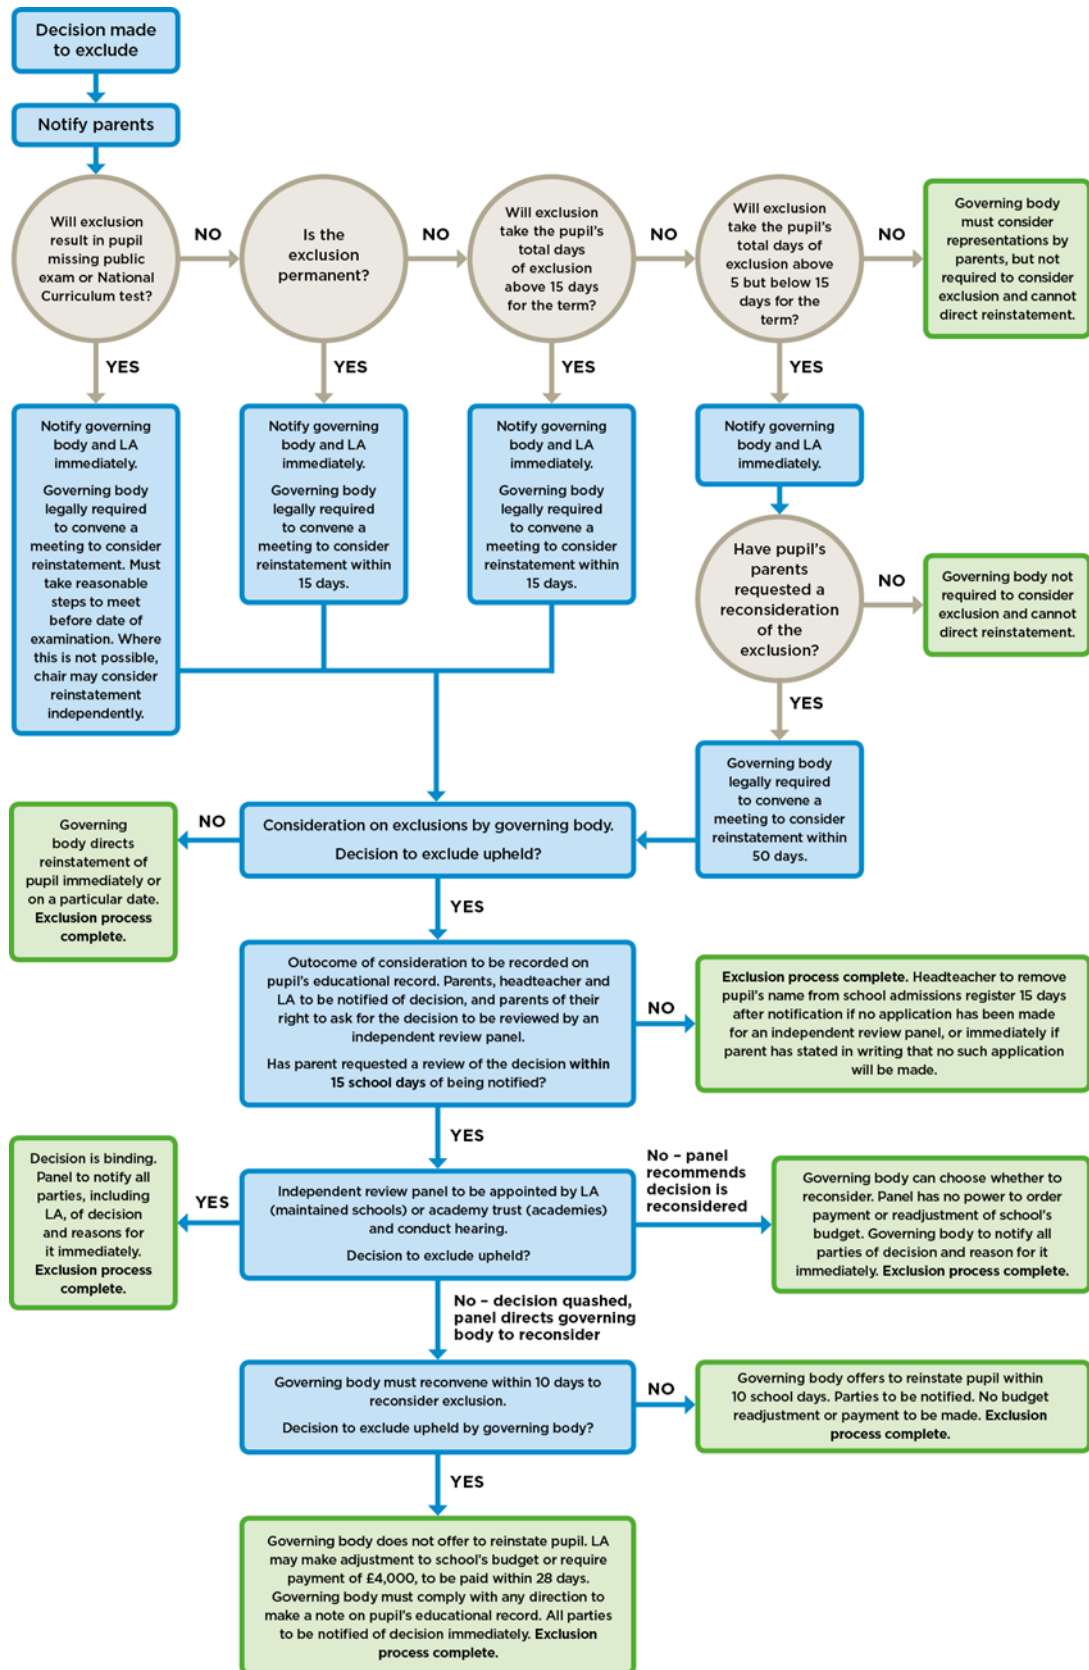 Decision made
to exclude
Notify parents
Will exclusion
result in pupil
missing public
exam or National
Curriculum test?
NO
Is the
exclusion
permanent?
NO
Will exclusion
take the pupil's
total days
of exclusion
above 15 days
for the term?
NO
Will exclusion
take the pupil's
total days of
exclusion above
5 but below 15
days for the
term?
NO
Governing body
must consider
representations by
parents, but not
required to consider
exclusion and cannot
direct reinstatement.
YES
YES
YES
YES
Notify governing
body and LA
immediately.
Governing body
legally required
to convene a
meeting to consider
reinstatement. Must
take reasonable
steps to meet
before date of
examination. Where
this is not possible,
chair may consider
reinstatement
independently.
Notify governing
body and LA
immediately.
Governing body
legally required
to convene a
meeting to consider
reinstatement within
15 days.
Notify governing
body and LA
immediately.
Governing body
legally required
to convene a
meeting to consider
reinstatement within
15 days.
Notify governing
body and LA
immediately.
Have pupil's
parents
requested a
reconsideration
of the
exclusion?
NO
Governing body not
required to consider
exclusion and cannot
direct reinstatement.
YES
Governing body
legally required
to convene a
meeting to consider
reinstatement within
50 days.
Consideration on exclusions by governing body.
Decision to exclude upheld?
NO
Governing
body directs
reinstatement of
pupil immediately or
on a particular date.
Exclusion process
complete.
YES
Outocome of consideration to be recorded on
pupil's educational record. Parents, headteacher and
LA to be notified of decision, and parents of their
right to ask for the decision to be reviewed by an
independent review panel.
Has parent requested a review of the decision within
15 school days of being notified?
NO
Exclusion process complete. Headteacher to remove
pupil's name from school admissions register 15 days
after notification if no application has been made
for an independent review panel, or immediately if
parent has stated in writing that no such application
will be made.
YES
Independent review panel to be appointed by LA
(maintained schools) or academy trust (academies)
and conduct hearing.
Decision to exclude upheld?
YES
Decision is binding.
Panel to notify all
parties, including
LA, of decision
and reasons for
it immediately.
Exclusion process
complete.
No – panel
recommends
decision is
reconsidered
Governing body can choose whether to
reconsider. Panel has no power to order
payment or readjustment of school's
budget. Governing body to notify all
parties of decision and reason for it
immediately. Exclusion process complete.
No – decision quashed,
panel directs governing
body to reconsider
Governing body must reconvene within 10 days to
reconsider exclusion.
Decision to exclude upheld by governing body?
NO
Governing body offers to reinstate pupil within
10 school days. Parties to be notified. No budget
readjustment or payment to be made. Exclusion
process complete.
YES
Governing body does not offer to reinstate pupil. LA
may make adjustment to school's budget or require
payment of £4,000, to be paid within 28 days.
Governing body must comply with any direction to
make a note on pupil's educational record. All parties
to be notified of decision immediately. Exclusion
process complete.